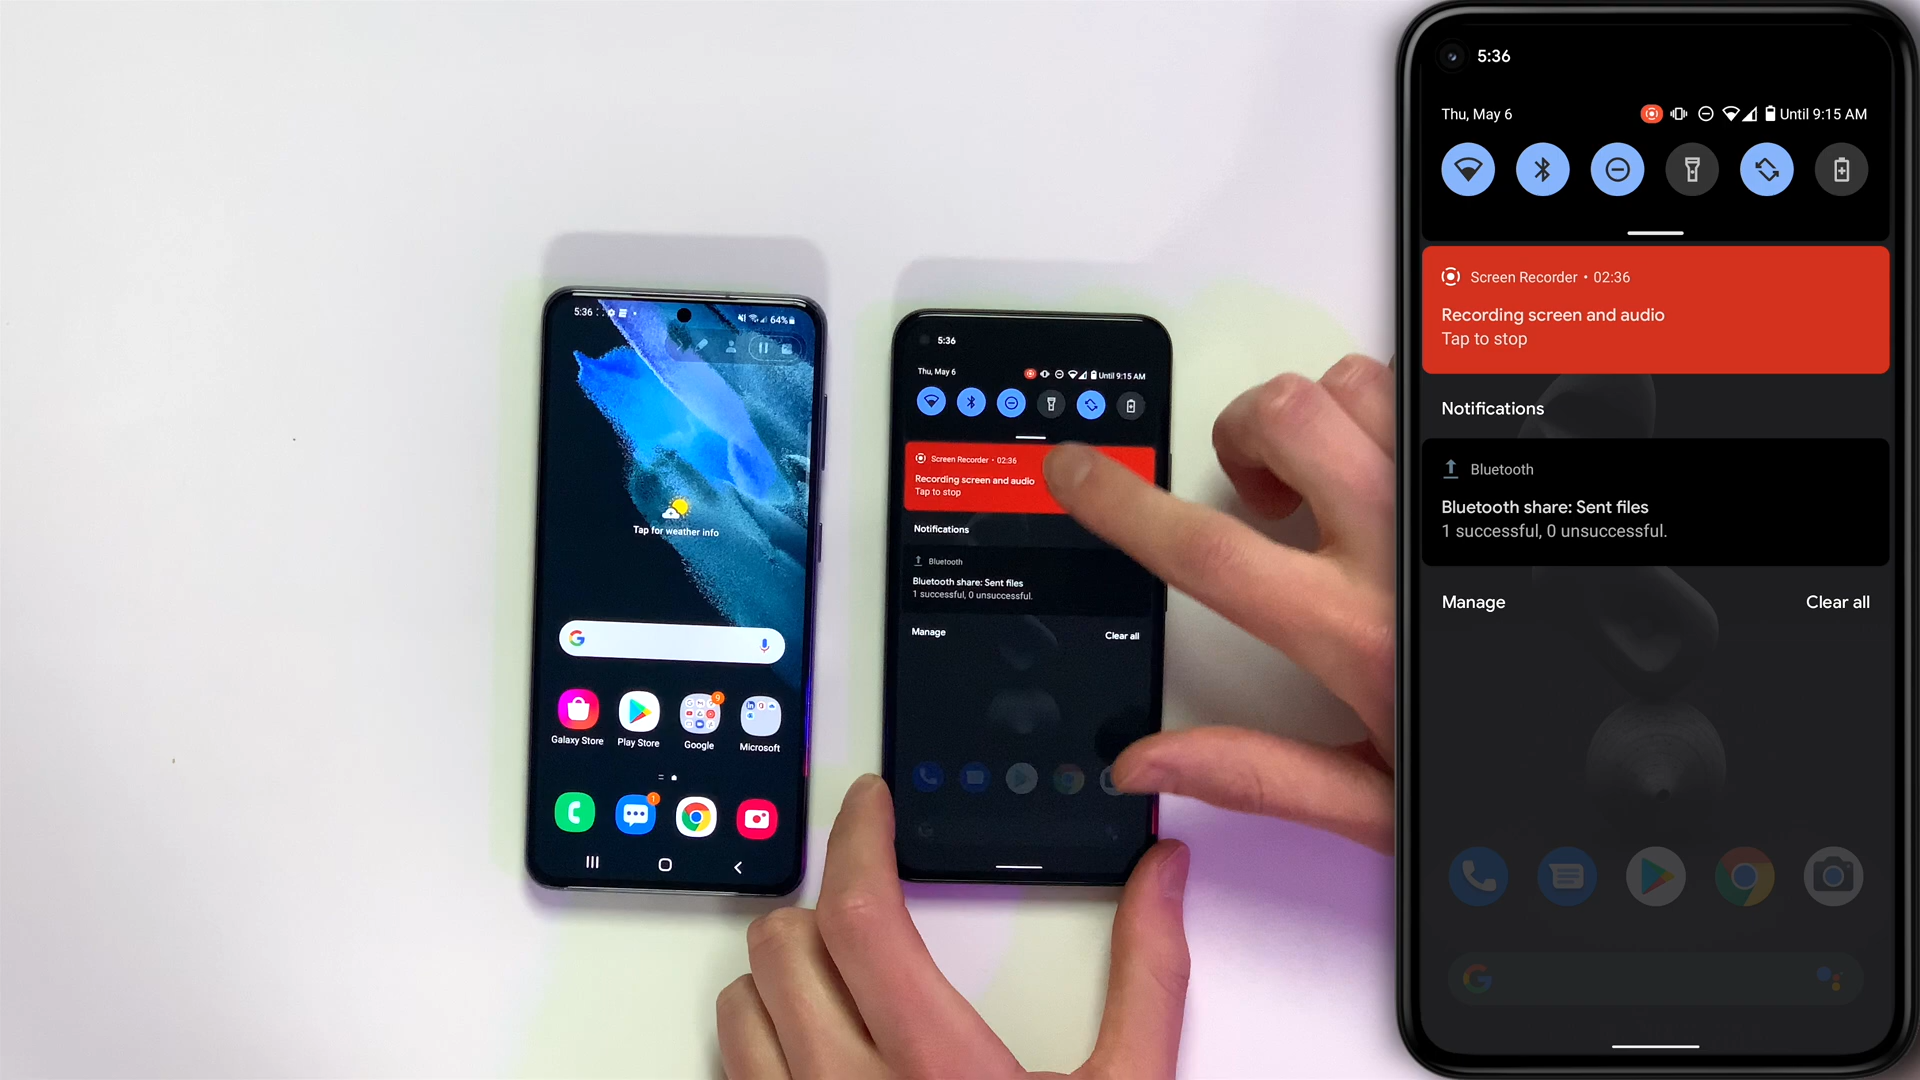 5:36
64%
Tap for weather info
Galaxy Store
Play Store
Google
Microsoft
9
1
5:36
Thu, May 6
Until 9:15 AM
Screen Recorder • 02:36
Recording screen and audio
Tap to stop
Notifications
Bluetooth
Bluetooth share: Sent files
1 successful, 0 unsuccessful.
Manage
Clear all
5:36
Thu, May 6
Until 9:15 AM
Screen Recorder • 02:36
Recording screen and audio
Tap to stop
Notifications
Bluetooth
Bluetooth share: Sent files
1 successful, 0 unsuccessful.
Manage
Clear all